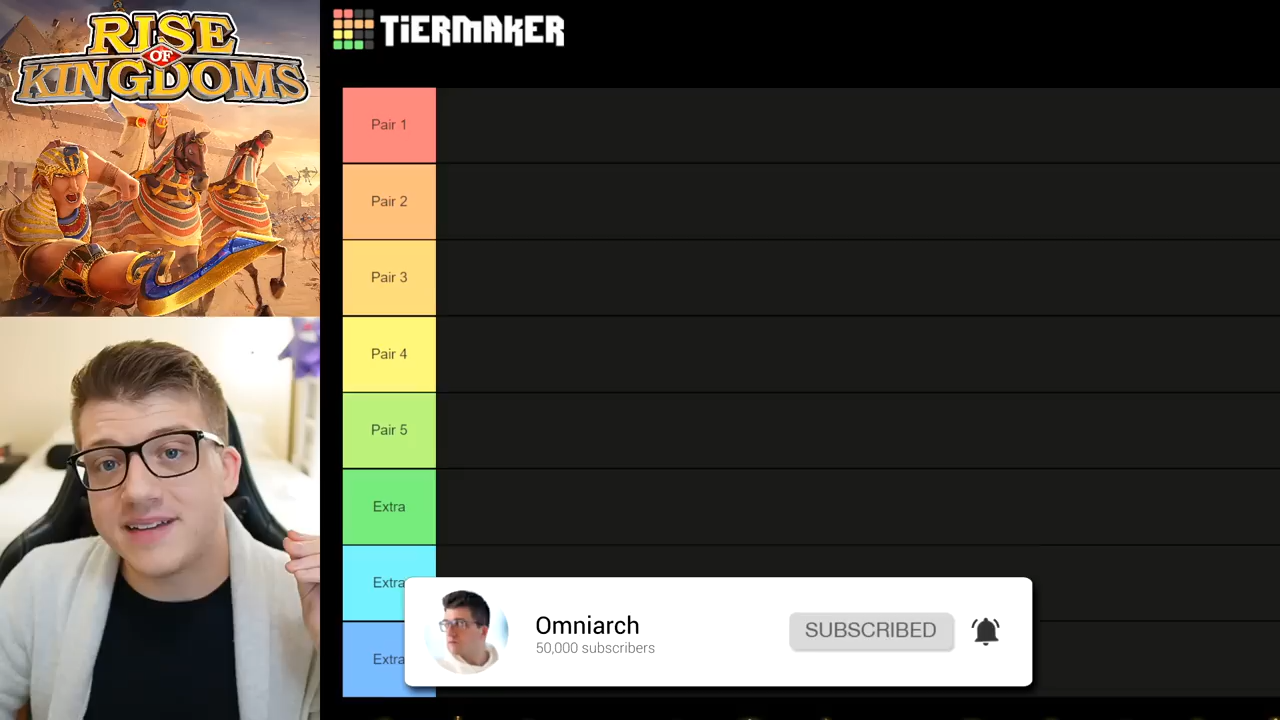 RISE
OF
KINGDOMS
TIERMAKER
Pair 1
Pair 2
Pair 3
Pair 4
Pair 5
Extra
Extra
Extra
Omniarch
50,000 subscribers
SUBSCRIBED